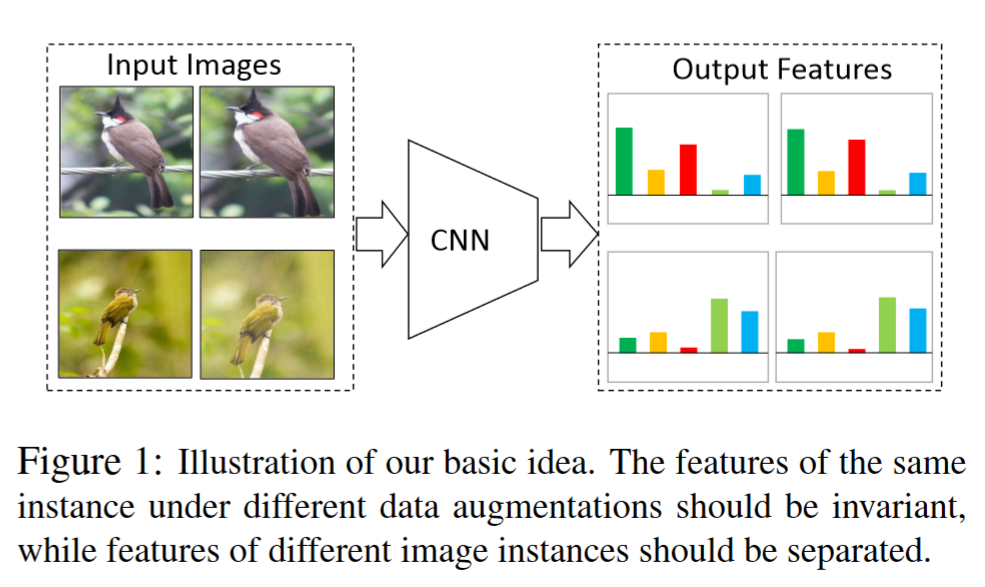 Input Images
Output Features
CNN
Figure 1: Illustration of our basic idea. The features of the same
instance under different data augmentations should be invariant,
while features of different image instances should be separated.